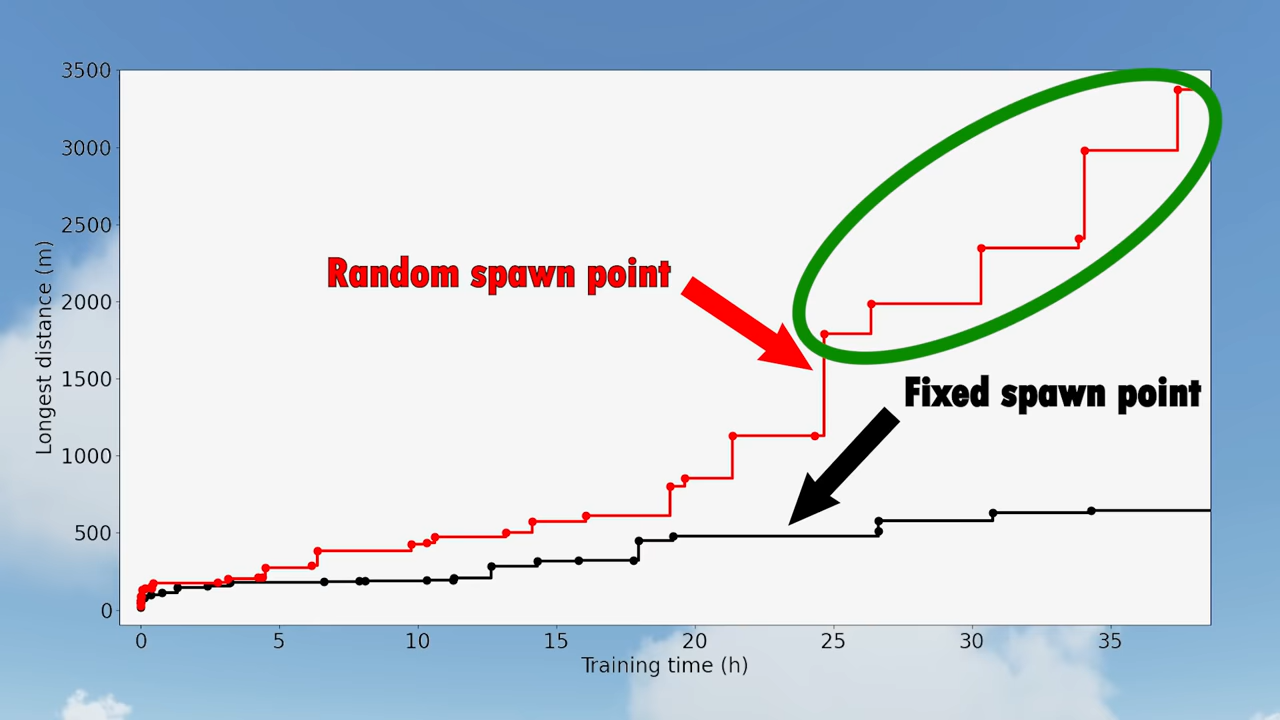 3500
3000
2500
2000
1500
1000
500
0
Longest distance (m)
Random spawn point
Fixed spawn point
0 5 10 15 20 25 30 35
Training time (h)